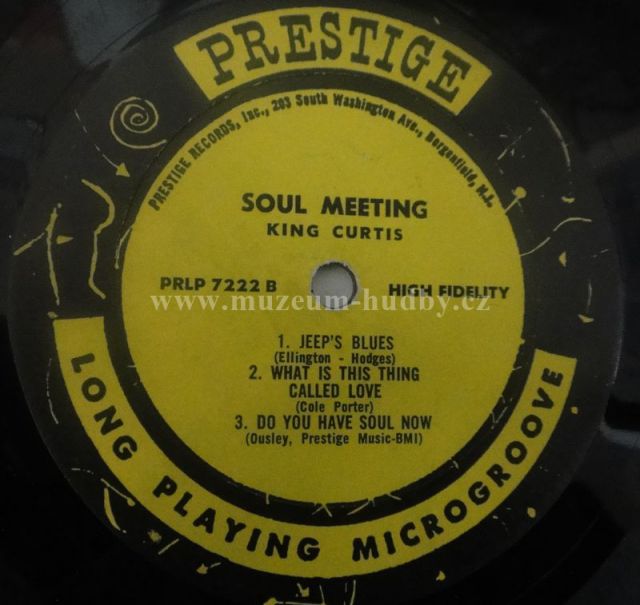 PRESTIGE
PRESTIGE RECORDS, Inc., 203 South Washington Ave., Bergenfield, N.J.
SOUL MEETING
KING CURTIS
PRLP 7222 B
HIGH FIDELITY
www.muzeum-hudby.cz
1. JEEP'S BLUES
(Ellington - Hodges)
2. WHAT IS THIS THING
CALLED LOVE
(Cole Porter)
3. DO YOU HAVE SOUL NOW
(Ousley, Prestige Music-BMI)
LONG PLAYING MICROGROOVE